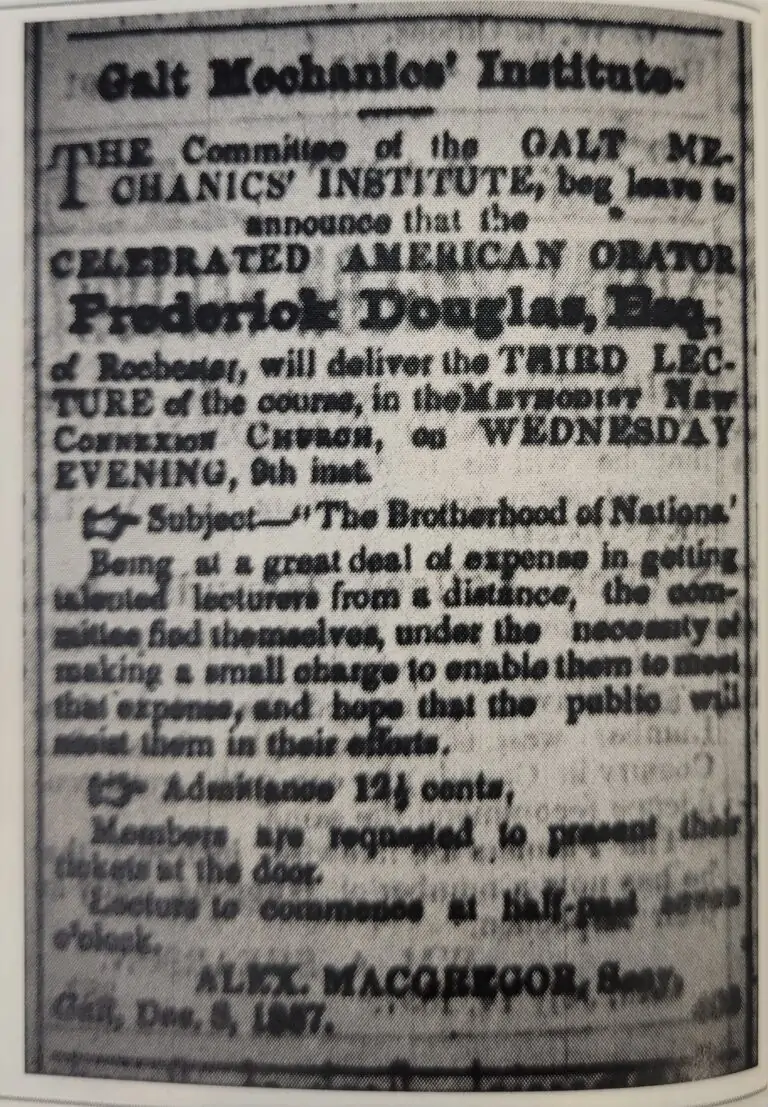 Galt Mechanics' Institute.
THE Committee of the GALT ME-
CHANICS' INSTITUTE, beg leave to
announce that the
CELEBRATED AMERICAN ORATOR
Frederick Douglas, Esq.,
of Rochester, will deliver the THIRD LEC-
TURE of the course, in the METHODIST NEW
CONNEXION CHURCH, on WEDNESDAY
EVENING, 9th inst.
☞ Subject—"The Brotherhood of Nations.'
Being at a great deal of expense in getting
talented lecturers from a distance, the com-
mittee find themselves, under the necessity of
making a small charge to enable them to meet
that expense, and hope that the public will
assist them in their efforts.
☞ Admittance 12½ cents,
Members are requested to present their
tickets at the door.
Lecture to commence at half-past seven
o'clock.
ALEX. MACGREGOR, Secy,
Galt, Dec. 1857.